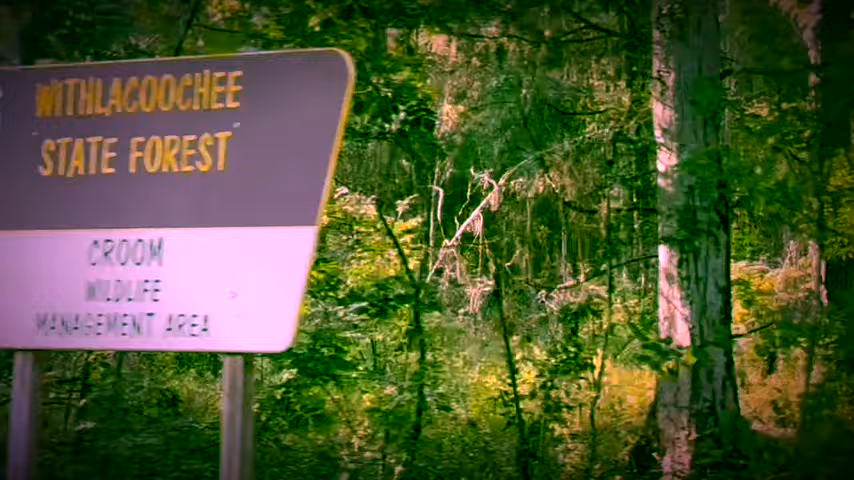 WITHLACOOCHEE
STATE FOREST
CROOM
WILDLIFE
MANAGEMENT AREA